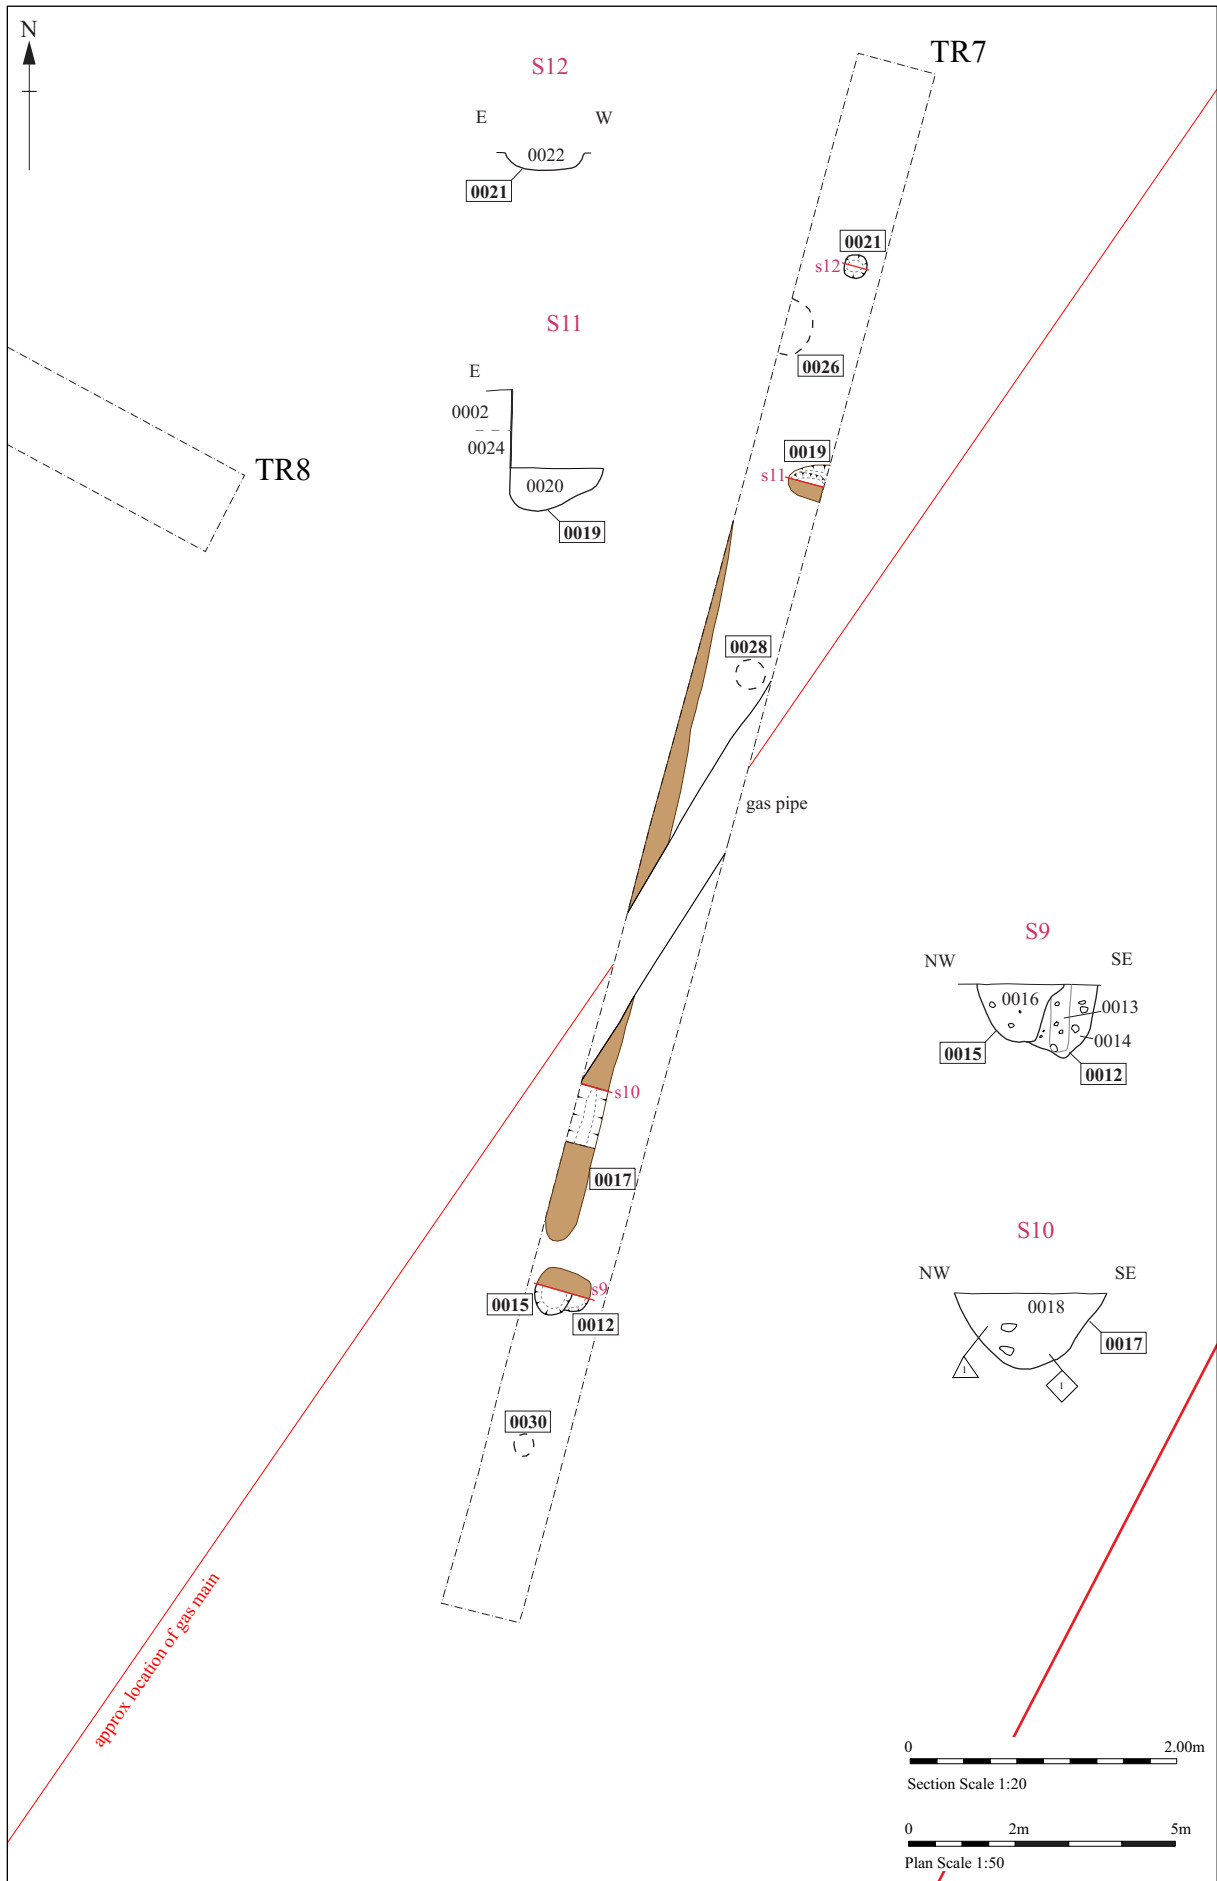 N
S12
TR7
E W
0022
0021
0021
s12
S11
0026
E
0002
0024
0019
s11
TR8
0020
0019
0028
gas pipe
S9
NW SE
0016
0013
0014
0015
0012
s10
0017
S10
NW SE
s9
0015
0012
0018
0017
1
1
0030
approx location of gas main
0 2.00m
Section Scale 1:20
0 2m 5m
Plan Scale 1:50